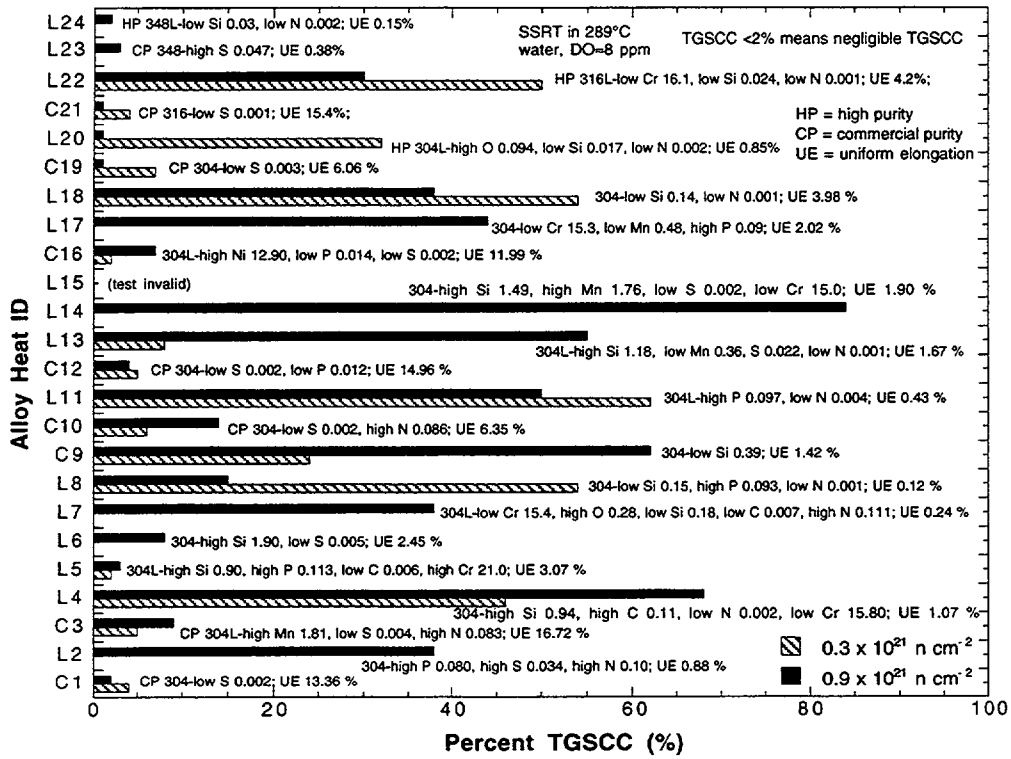 L24
HP 348L-low Si 0.03, low N 0.002; UE 0.15%
SSRT in 289°C
water, DO≈8 ppm
TGSCC <2% means negligible TGSCC
L23
CP 348-high S 0.047; UE 0.38%
L22
HP 316L-low Cr 16.1, low Si 0.024, low N 0.001; UE 4.2%;
C21
CP 316-low S 0.001; UE 15.4%;
HP = high purity
CP = commercial purity
UE = uniform elongation
L20
HP 304L-high O 0.094, low Si 0.017, low N 0.002; UE 0.85%
C19
CP 304-low S 0.003; UE 6.06 %
L18
304-low Si 0.14, low N 0.001; UE 3.98 %
L17
304-low Cr 15.3, low Mn 0.48, high P 0.09; UE 2.02 %
C16
304L-high Ni 12.90, low P 0.014, low S 0.002; UE 11.99 %
L15
(test invalid)
304-high Si 1.49, high Mn 1.76, low S 0.002, low Cr 15.0; UE 1.90 %
L14
L13
304L-high Si 1.18, low Mn 0.36, S 0.022, low N 0.001; UE 1.67 %
C12
CP 304-low S 0.002, low P 0.012; UE 14.96 %
L11
304L-high P 0.097, low N 0.004; UE 0.43 %
C10
CP 304-low S 0.002, high N 0.086; UE 6.35 %
C9
304-low Si 0.39; UE 1.42 %
L8
304-low Si 0.15, high P 0.093, low N 0.001; UE 0.12 %
L7
304L-low Cr 15.4, high O 0.28, low Si 0.18, low C 0.007, high N 0.111; UE 0.24 %
L6
304-high Si 1.90, low S 0.005; UE 2.45 %
L5
304L-high Si 0.90, high P 0.113, low C 0.006, high Cr 21.0; UE 3.07 %
L4
304-high Si 0.94, high C 0.11, low N 0.002, low Cr 15.80; UE 1.07 %
C3
CP 304L-high Mn 1.81, low S 0.004, high N 0.083; UE 16.72 %
L2
304-high P 0.080, high S 0.034, high N 0.10; UE 0.88 %
C1
CP 304-low S 0.002; UE 13.36 %
0.3 x 10²¹ n cm⁻²
0.9 x 10²¹ n cm⁻²
Alloy Heat ID
0 20 40 60 80 100
Percent TGSCC (%)